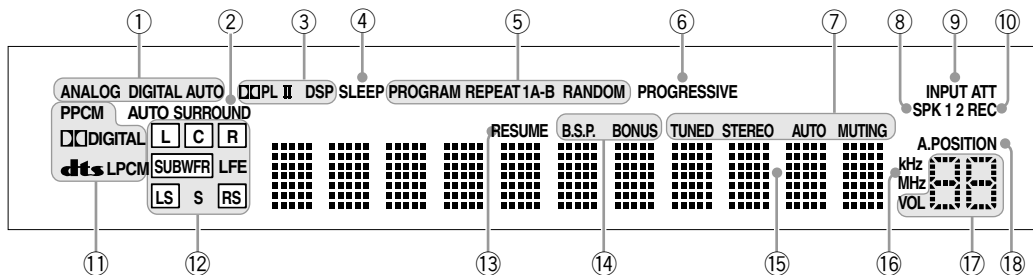 ① ② ③ ④ ⑤ ⑥ ⑦ ⑧ ⑨ ⑩
ANALOG DIGITAL AUTO PL II DSP SLEEP PROGRAM REPEAT 1 A-B RANDOM PROGRESSIVE INPUT ATT
PPCM AUTO SURROUND SPK 1 2 REC
DIGITAL L C R RESUME B.S.P. BONUS TUNED STEREO AUTO MUTING A.POSITION
dts LPCM SUBWFR LFE kHz
MHz
LS S RS VOL 88
⑪ ⑫ ⑬ ⑭ ⑮ ⑯ ⑰ ⑱